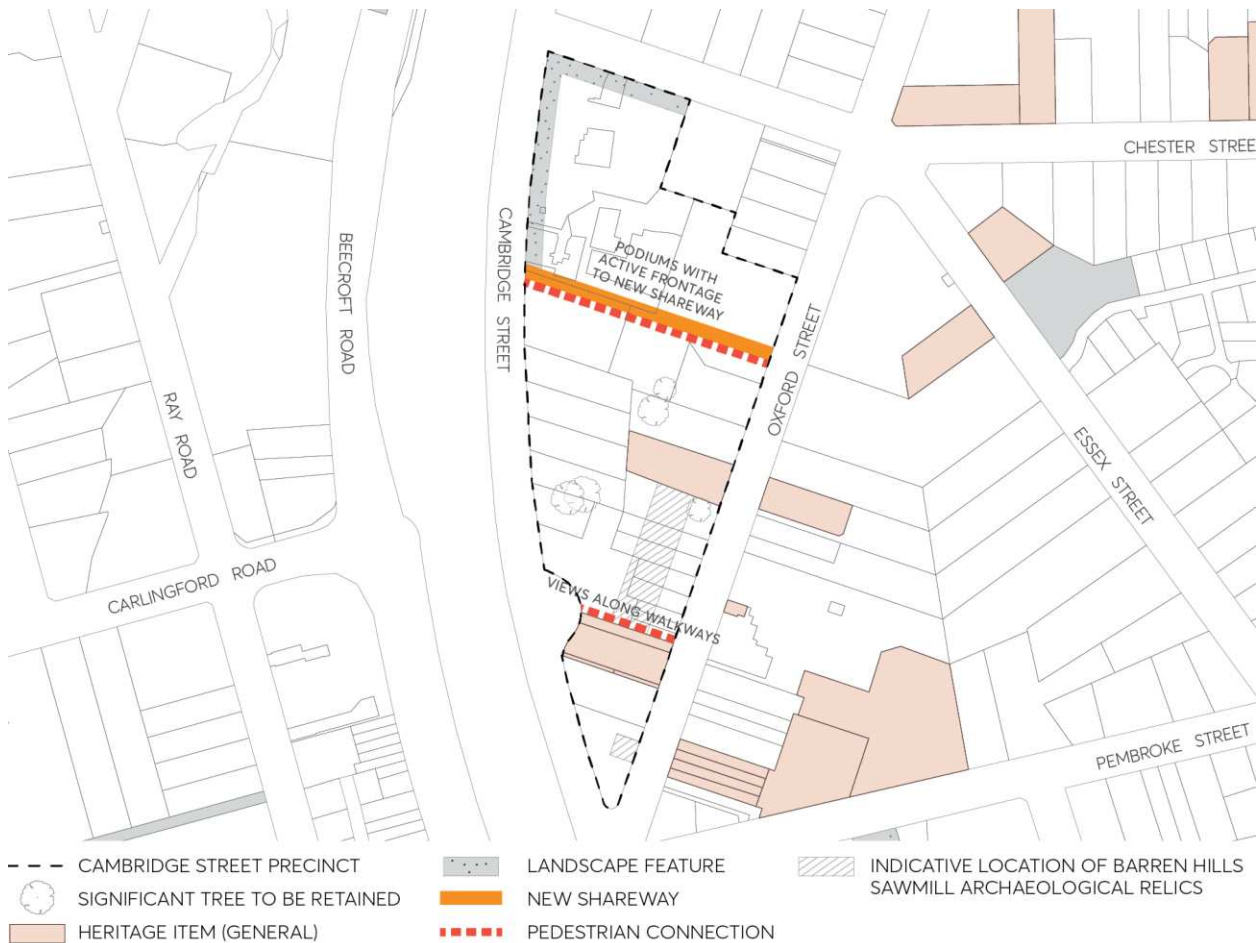 CHESTER STREE
CAMBRIDGE STREET
BEECROFT ROAD
PODIUMS WITH
ACTIVE FRONTAGE
TO NEW SHAREWAY
OXFORD STREET
RAY ROAD
ESSEX STREET
CARLINGFORD ROAD
VIEWS ALONG WALKWAYS
PEMBROKE STREET
CAMBRIDGE STREET PRECINCT
SIGNIFICANT TREE TO BE RETAINED
HERITAGE ITEM (GENERAL)
LANDSCAPE FEATURE
NEW SHAREWAY
PEDESTRIAN CONNECTION
INDICATIVE LOCATION OF BARREN HILLS
SAWMILL ARCHAEOLOGICAL RELICS